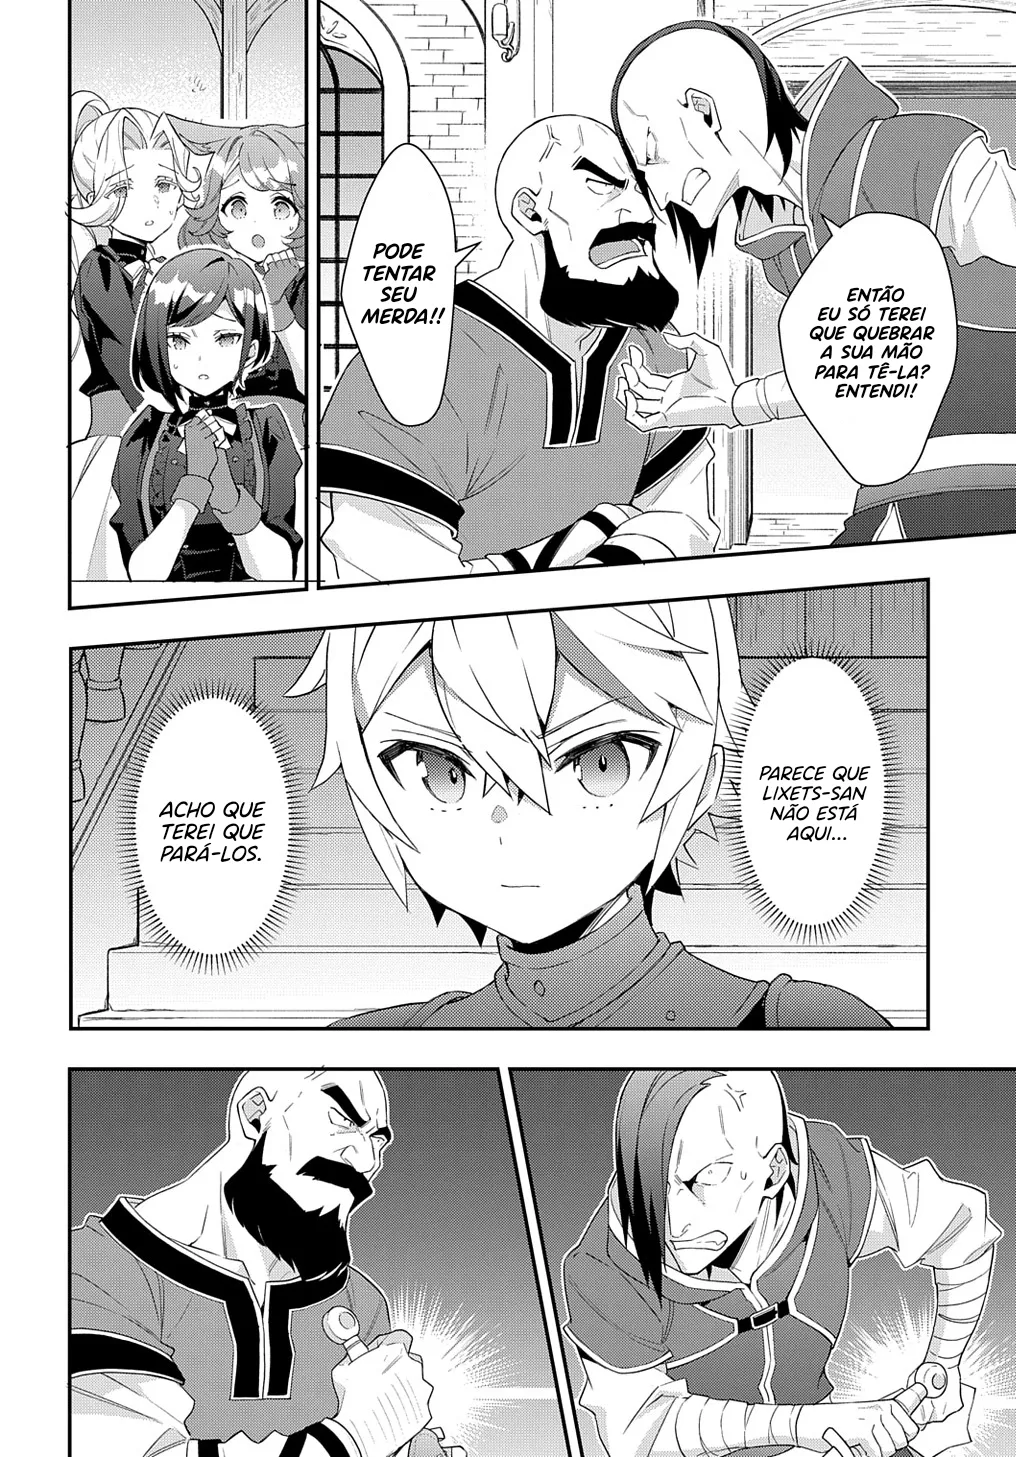 ENTÃO
EU SÓ TEREI
QUE QUEBRAR
A SUA MÃO
PARA TÊ-LA?
ENTENDI!
PODE
TENTAR
SEU
MERDA!!
PARECE QUE
LIXETS-SAN
NÃO ESTÁ
AQUI...
ACHO QUE
TEREI QUE
PARÁ-LOS.